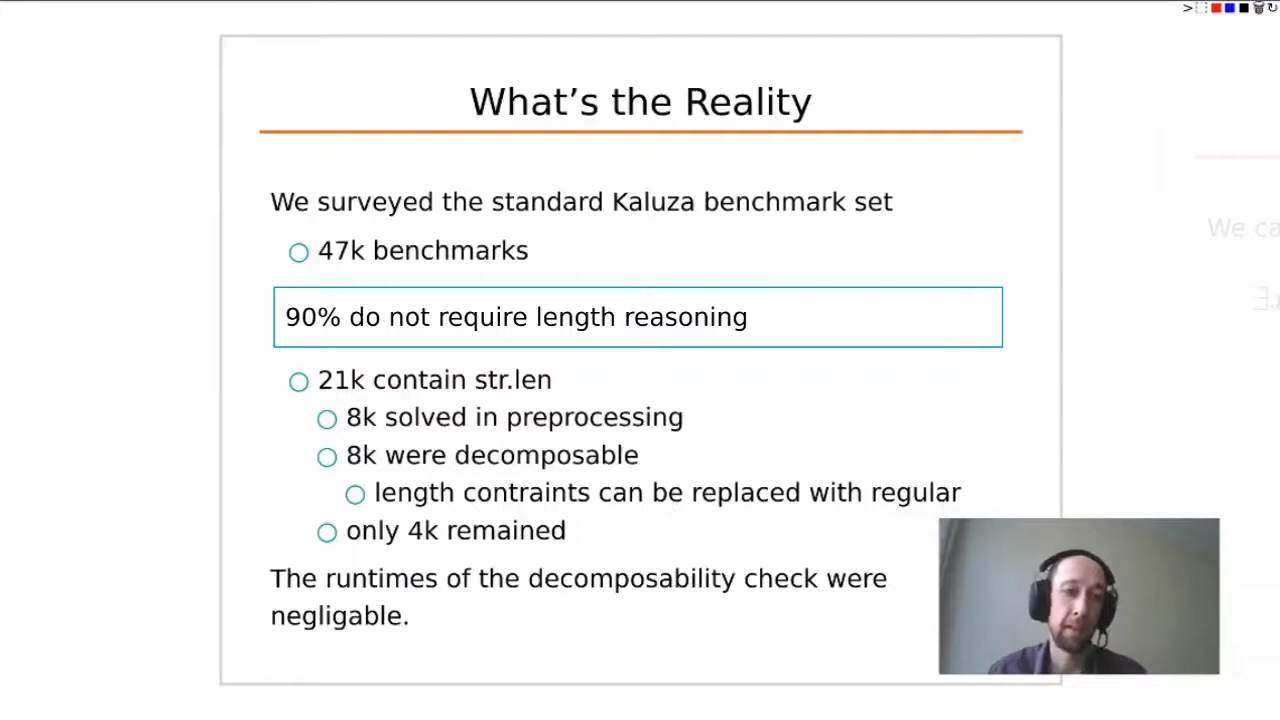 What’s the Reality
We surveyed the standard Kaluza benchmark set
47k benchmarks
90% do not require length reasoning
21k contain str.len
8k solved in preprocessing
8k were decomposable
length contraints can be replaced with regular
only 4k remained
The runtimes of the decomposability check were
negligable.
We ca